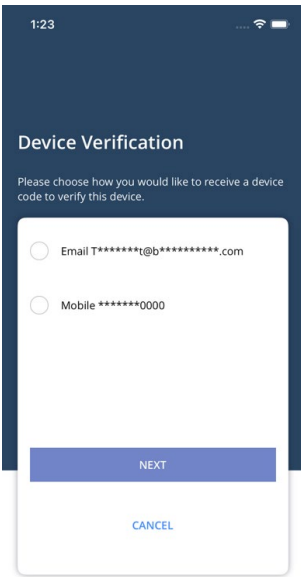 1:23
Device Verification
Please choose how you would like to receive a device
code to verify this device.
Email T*******t@b**********.com
Mobile *******0000
NEXT
CANCEL